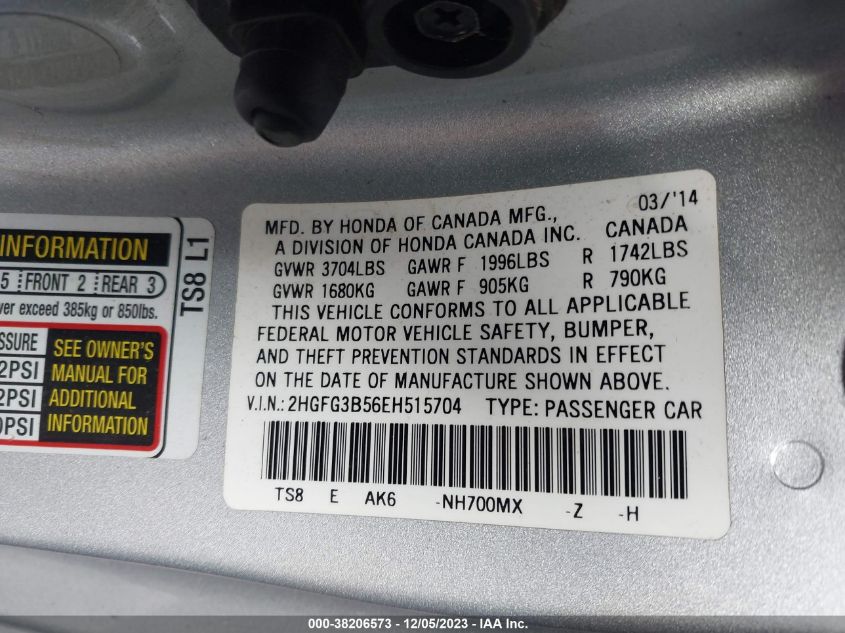 03/'14
MFD. BY HONDA OF CANADA MFG.,
A DIVISION OF HONDA CANADA INC. CANADA
GVWR 3704LBS GAWR F 1996LBS R 1742LBS
GVWR 1680KG GAWR F 905KG R 790KG
THIS VEHICLE CONFORMS TO ALL APPLICABLE
FEDERAL MOTOR VEHICLE SAFETY, BUMPER,
AND THEFT PREVENTION STANDARDS IN EFFECT
ON THE DATE OF MANUFACTURE SHOWN ABOVE.
V.I.N.: 2HGFG3B56EH515704 TYPE: PASSENGER CAR
TS8 E AK6 -NH700MX -Z -H
INFORMATION
5 FRONT 2 REAR 3
exceed 385kg or 850lbs.
SEE OWNER'S
MANUAL FOR
ADDITIONAL
INFORMATION
TS8 L1
000-38206573 - 12/05/2023 - IAA Inc.